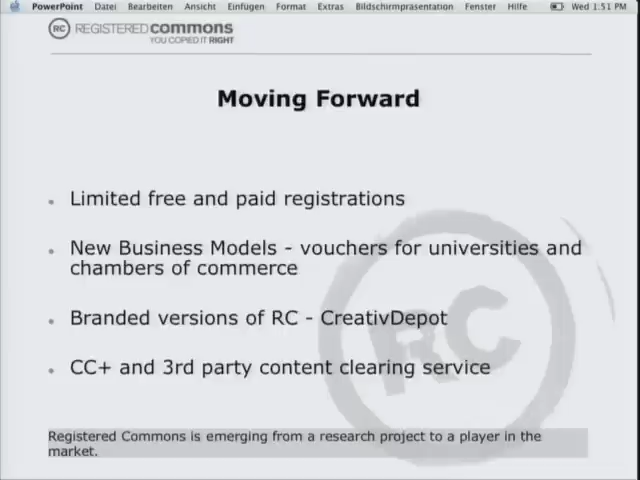 PowerPoint Datei Bearbeiten Ansicht Einfügen Format Extras Bildschirmpräsentation Fenster Hilfe Wed 1:51 PM
RC REGISTEREDcommons
YOU COPIED IT RIGHT
Moving Forward
Limited free and paid registrations
New Business Models - vouchers for universities and
chambers of commerce
Branded versions of RC - CreativDepot
CC+ and 3rd party content clearing service
RC
Registered Commons is emerging from a research project to a player in the
market.